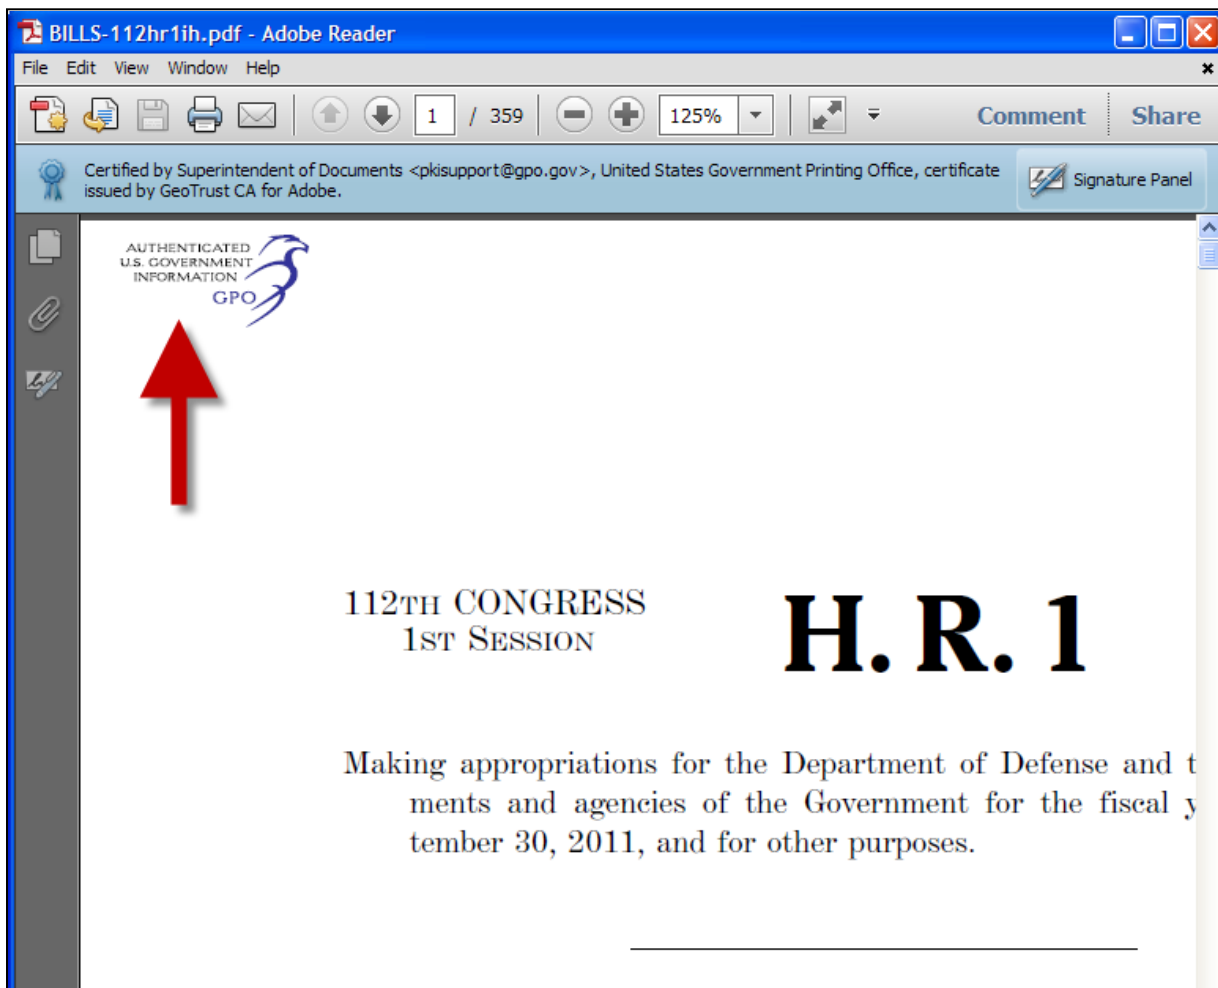 BILLS-112hr1ih.pdf - Adobe Reader
File Edit View Window Help
1 / 359 125% Comment Share
Certified by Superintendent of Documents <pkisupport@gpo.gov>, United States Government Printing Office, certificate
issued by GeoTrust CA for Adobe.
Signature Panel
AUTHENTICATED
U.S. GOVERNMENT
INFORMATION
GPO
112TH CONGRESS
1ST SESSION
H. R. 1
Making appropriations for the Department of Defense and t
ments and agencies of the Government for the fiscal y
tember 30, 2011, and for other purposes.